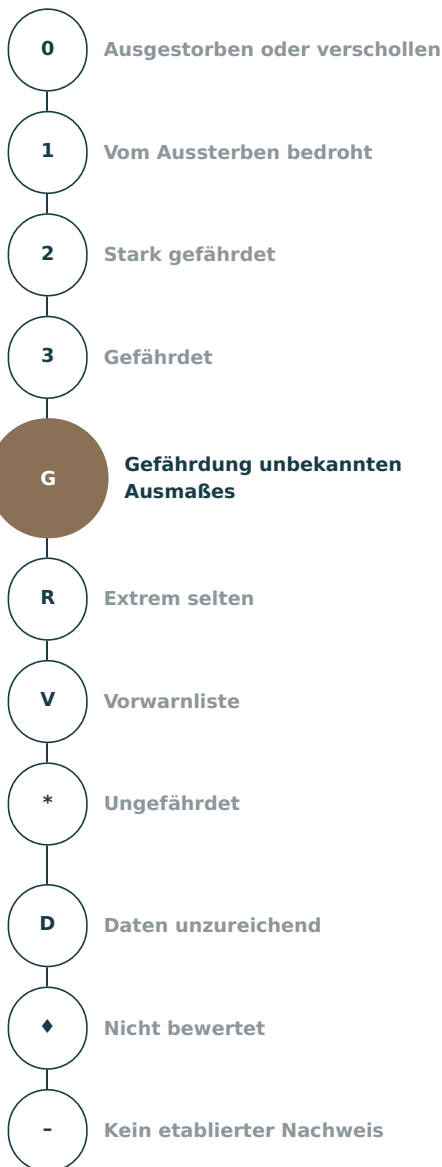 0 Ausgestorben oder verschollen
1 Vom Aussterben bedroht
2 Stark gefährdet
3 Gefährdet
G Gefährdung unbekannten
Ausmaßes
R Extrem selten
V Vorwarnliste
* Ungefährdet
D Daten unzureichend
♦ Nicht bewertet
– Kein etablierter Nachweis